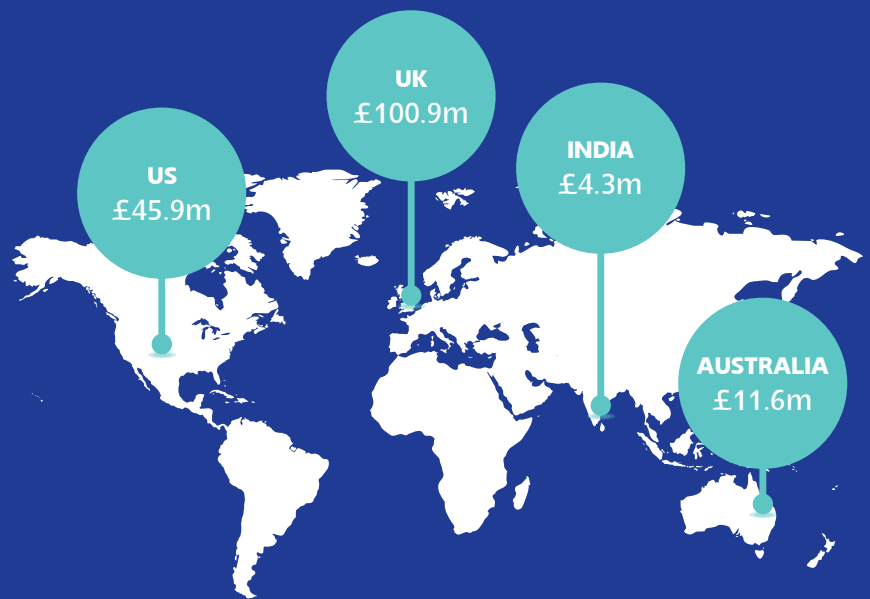 UK
£100.9m
INDIA
£4.3m
US
£45.9m
AUSTRALIA
£11.6m